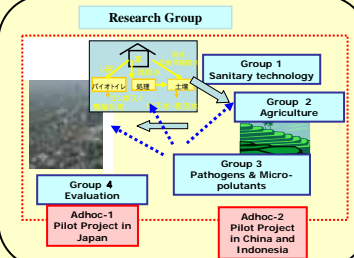 Research Group
バイオトイレ
処理
土壌
Group 1
Sanitary technology
Group 2
Agriculture
Group 3
Pathogens & Micro-
polutants
Group 4
Evaluation
Adhoc-1
Pilot Project in
Japan
Adhoc-2
Pilot Project
in China and
Indonesia